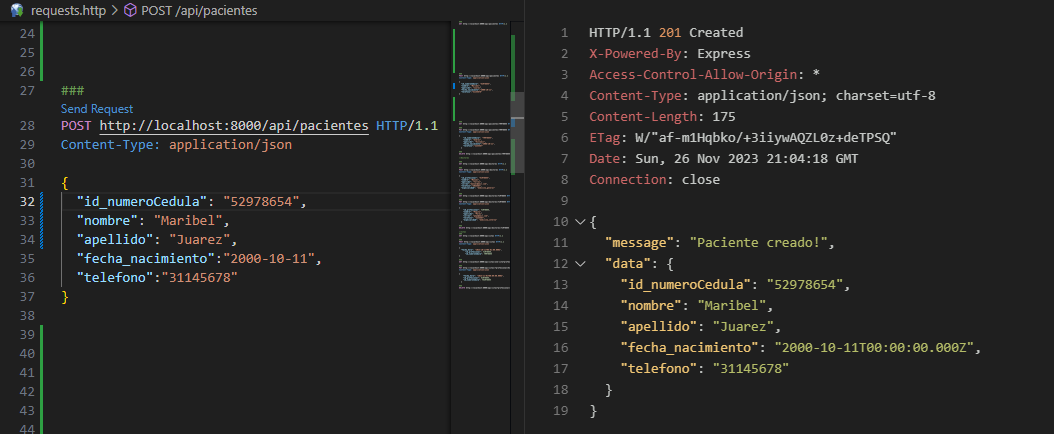 requests.http > POST /api/pacientes
24
25
26
27 ###
Send Request
28 POST http://localhost:8000/api/pacientes HTTP/1.1
29 Content-Type: application/json
30
31 {
32 "id_numeroCedula": "52978654",
33 "nombre": "Maribel",
34 "apellido": "Juarez",
35 "fecha_nacimiento":"2000-10-11",
36 "telefono":"31145678"
37 }
38
39
40
41
42
43
44
1 HTTP/1.1 201 Created
2 X-Powered-By: Express
3 Access-Control-Allow-Origin: *
4 Content-Type: application/json; charset=utf-8
5 Content-Length: 175
6 ETag: W/"af-m1Hqbko/+3iiywAQZL0z+deTPSQ"
7 Date: Sun, 26 Nov 2023 21:04:18 GMT
8 Connection: close
9
10 {
11 "message": "Paciente creado!",
12 "data": {
13 "id_numeroCedula": "52978654",
14 "nombre": "Maribel",
15 "apellido": "Juarez",
16 "fecha_nacimiento": "2000-10-11T00:00:00.000Z",
17 "telefono": "31145678"
18 }
19 }